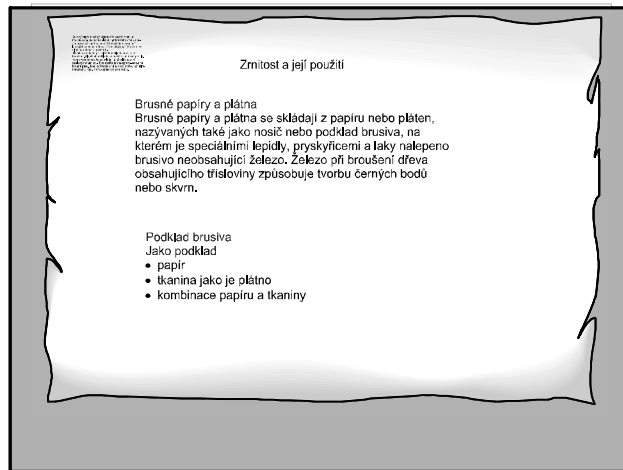 Zrnitost a její použití
Brusné papíry a plátna
Brusné papíry a plátna se skládají z papíru nebo pláten,
nazývaných také jako nosič nebo podklad brusiva, na
kterém je speciálními lepidly, pryskyřicemi a laky nalepeno
brusivo neobsahující železo. Železo při broušení dřeva
obsahujícího třísloviny způsobuje tvorbu černých bodů
nebo skvrn.
Podklad brusiva
Jako podklad
• papír
• tkanina jako je plátno
• kombinace papíru a tkaniny